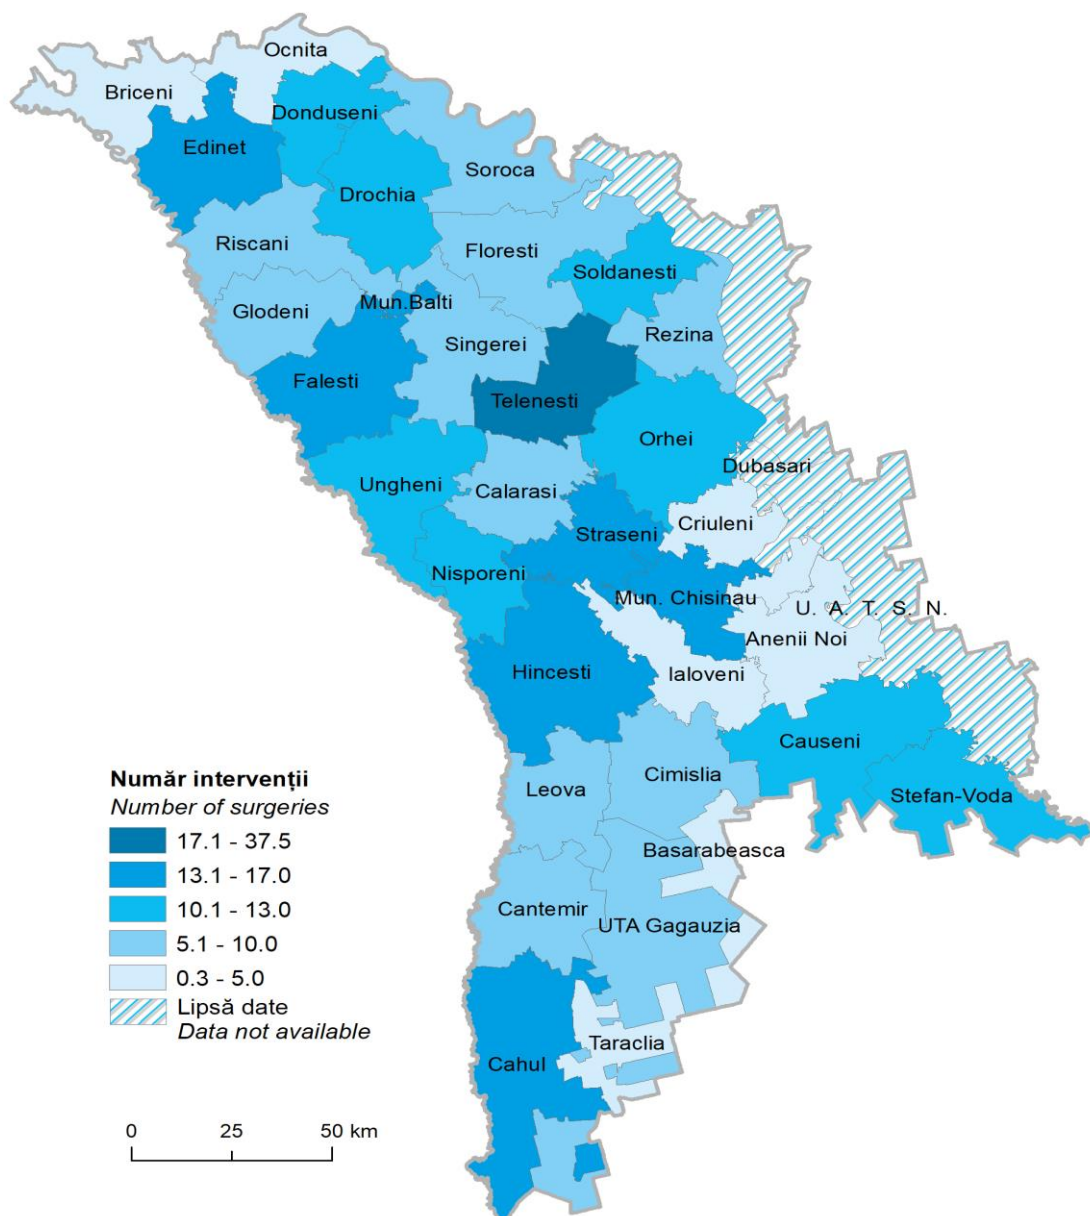 Ocnita
Briceni
Donduseni
Edinet
Soroca
Drochia
Riscani
Floresti
Soldanesti
Mun.Balti
Glodeni
Rezina
Singerei
Falesti
Telenesti
Orhei
Dubasari
Ungheni
Calarasi
Criuleni
Straseni
Nisporeni
Mun. Chisinau
U. A. T. S. N.
Anenii Noi
Hincesti
Ialoveni
Causeni
Cimislia
Leova
Stefan-Voda
Basarabeasca
Cantemir
UTA Gagauzia
Taraclia
Cahul
Număr intervenții
Number of surgeries
17.1 - 37.5
13.1 - 17.0
10.1 - 13.0
5.1 - 10.0
0.3 - 5.0
Lipsă date
Data not available
0 25 50 km